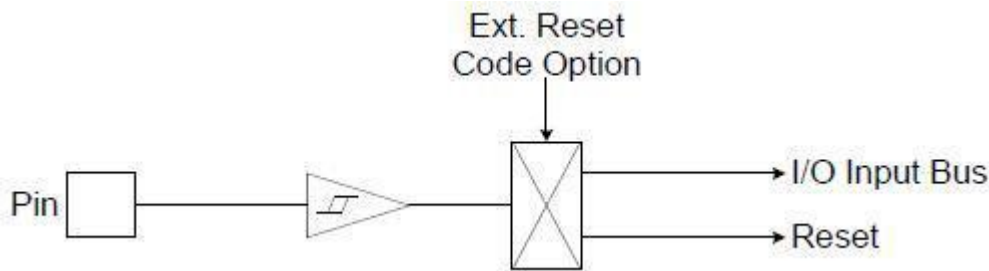 Ext. Reset
Code Option
Pin
I/O Input Bus
Reset